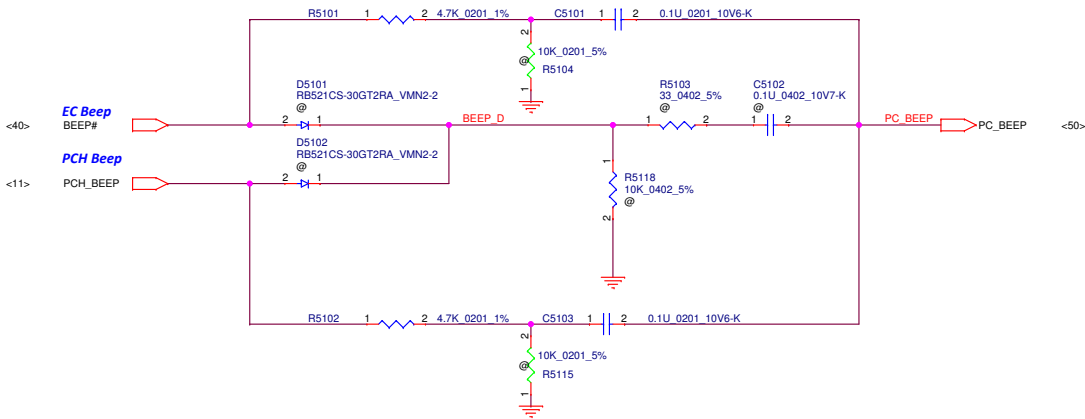 R5101 1 2 4.7K_0201_1% C5101 1 2 0.1U_0201_10V6-K
2
10K_0201_5%
@
R5104
1
D5101
RB521CS-30GT2RA_VMN2-2
@
R5103
33_0402_5%
@
C5102
0.1U_0402_10V7-K
@
EC Beep
<40> BEEP# 2 1 BEEP_D 1 2 1 2 PC_BEEP PC_BEEP <50>
D5102
RB521CS-30GT2RA_VMN2-2
@
PCH Beep
<11> PCH_BEEP 2 1
1
R5118
10K_0402_5%
@
2
R5102 1 2 4.7K_0201_1% C5103 1 2 0.1U_0201_10V6-K
2
10K_0201_5%
@
R5115
1